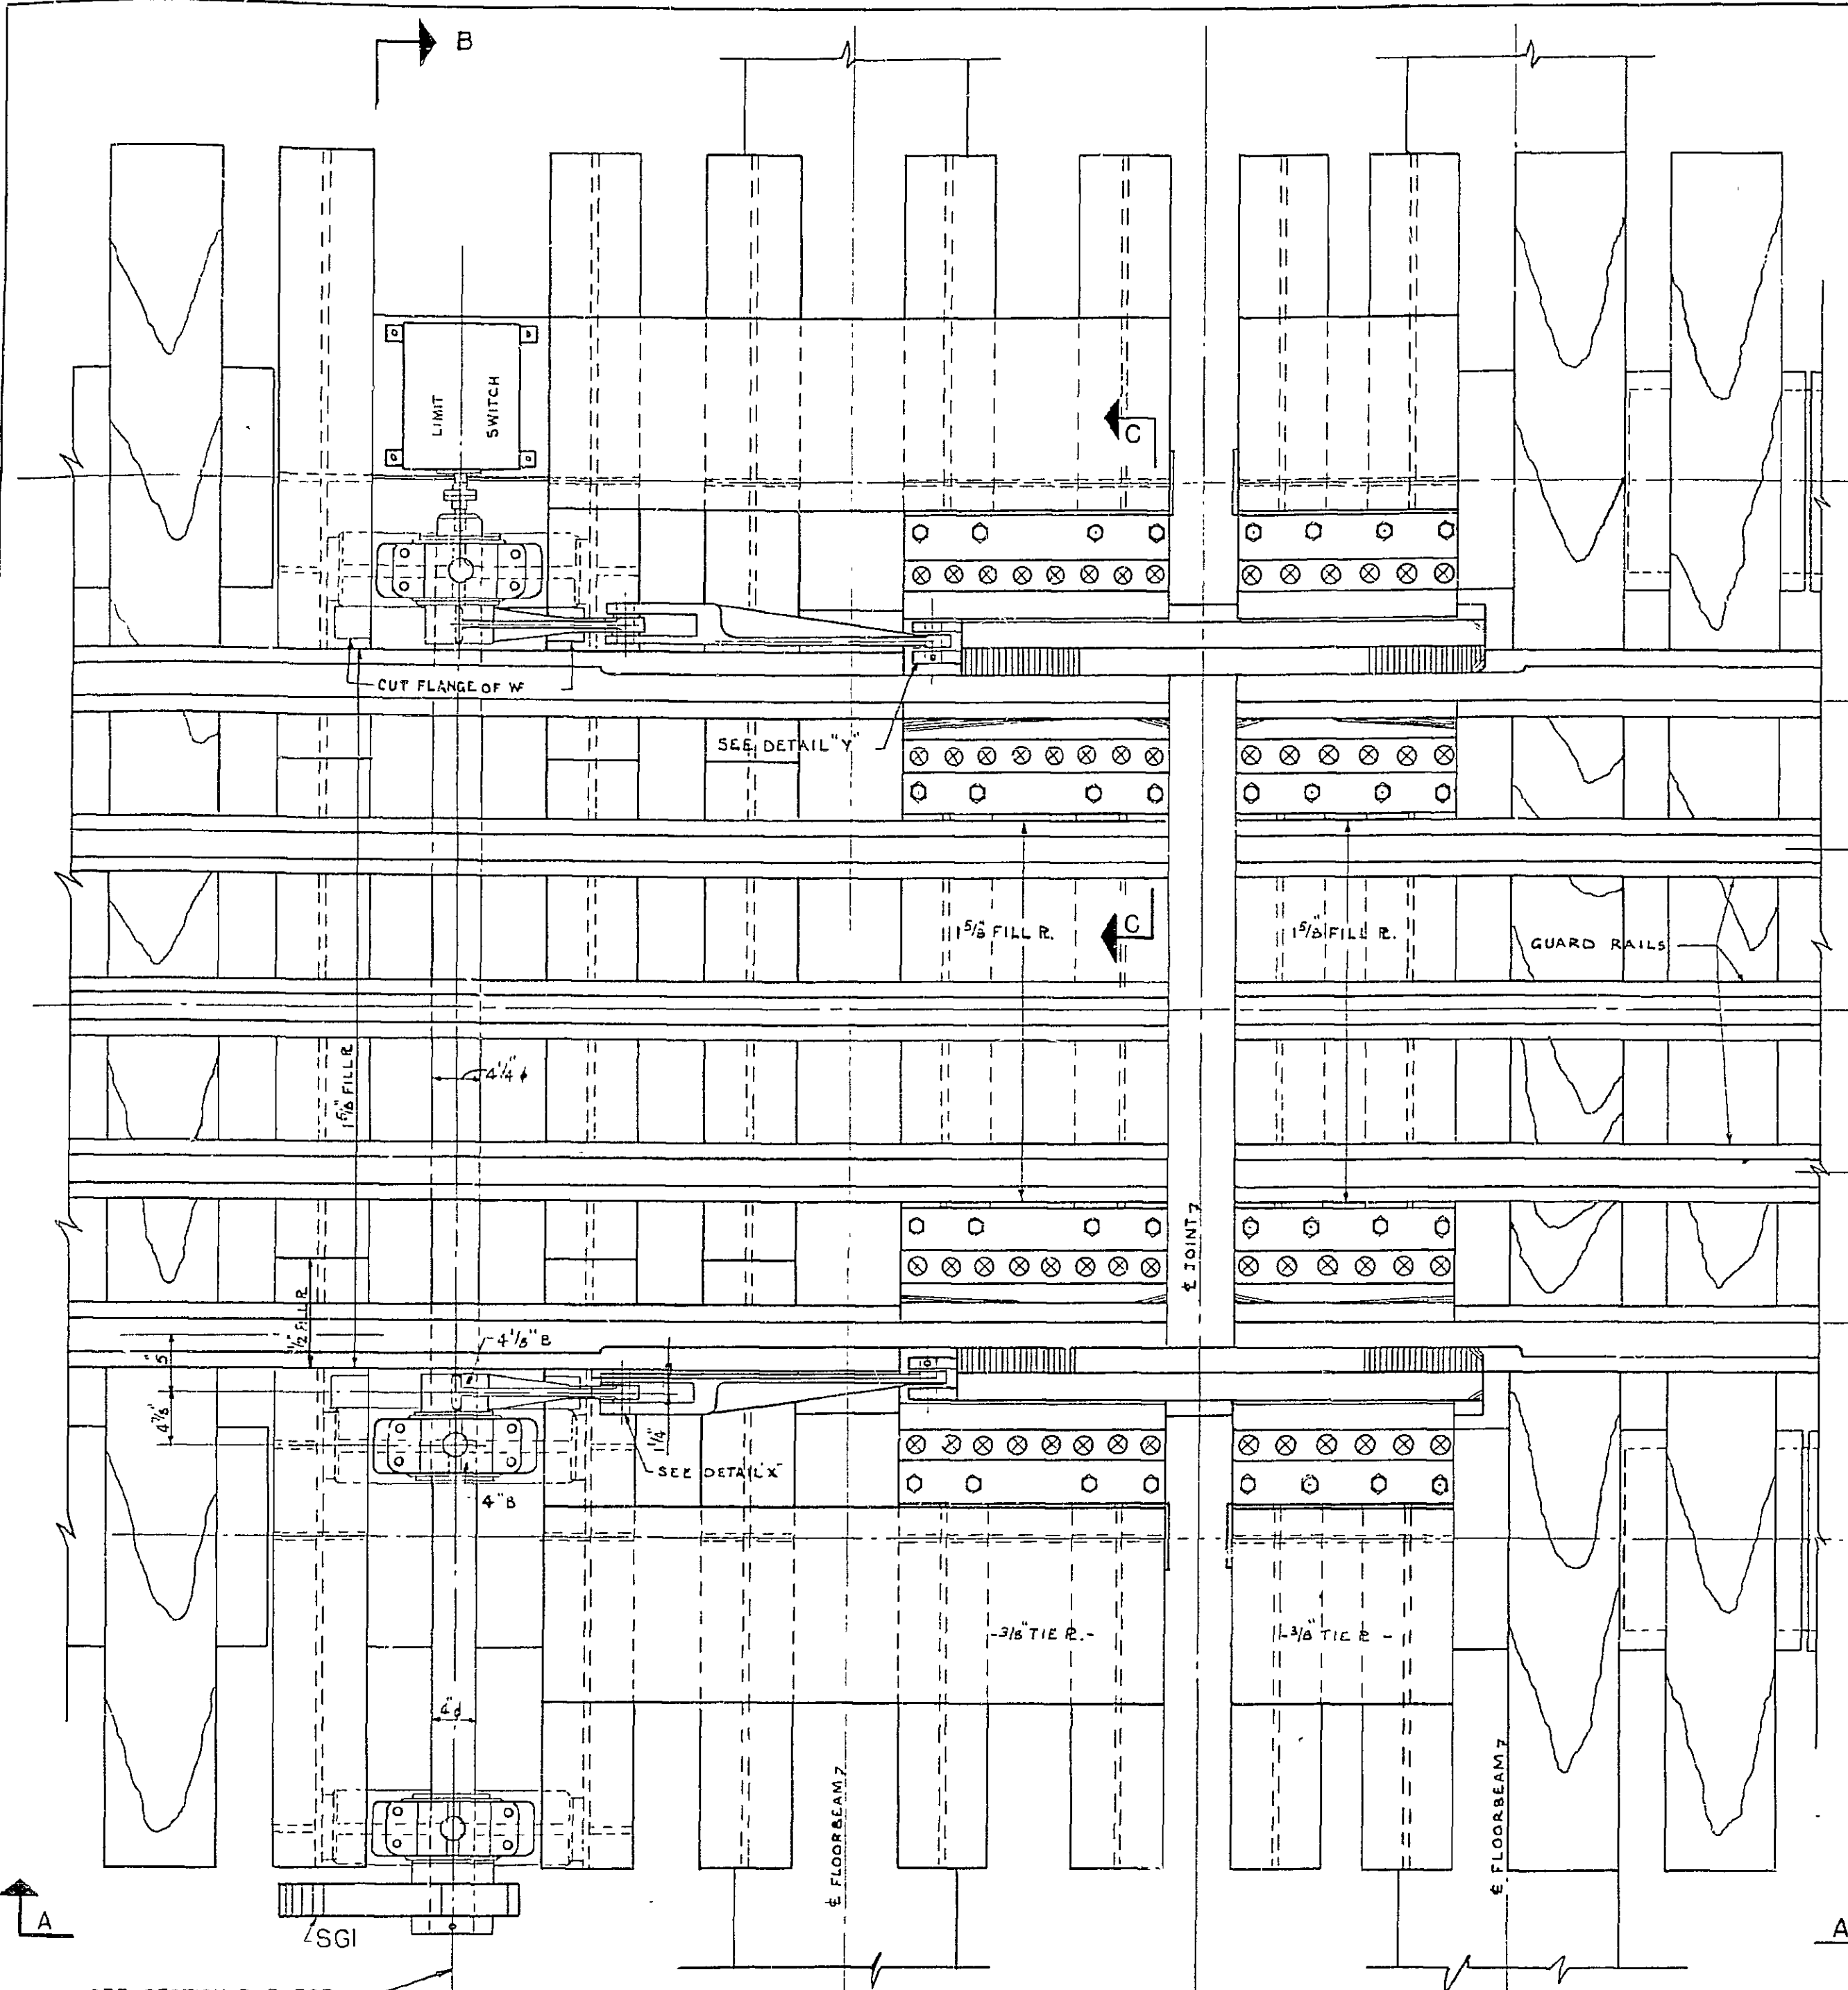 B
LIMIT
SWITCH
C
CUT FLANGE OF W
SEE DETAIL "Y"
C
1 5/8" FILL ⅊.
1 5/8" FILL ⅊.
GUARD RAILS
1 5/8" FILL ⅊
4 1/4" ϕ
℄ JOINT 7
1/2" FILL ⅊
5"
4 1/8" B
4 7/8"
1/4"
SEE DETAIL "X"
4" B
3/8" TIE ⅊.
3/8" TIE ⅊
4" ϕ
℄ FLOORBEAM 7
℄ FLOORBEAM 7
A
SG1
A